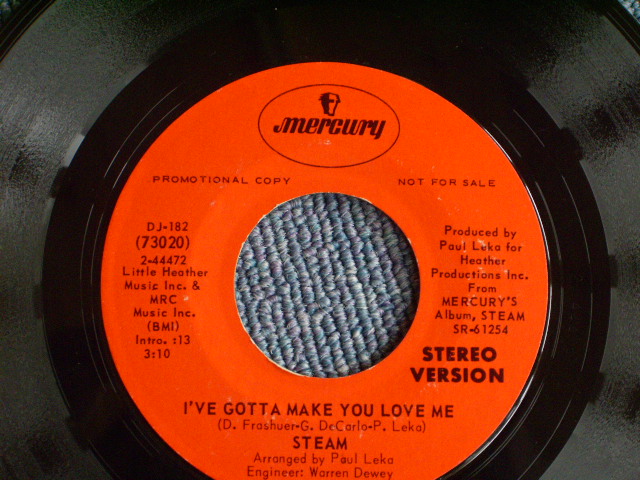 mercury
PROMOTIONAL COPY
NOT FOR SALE
DJ-182
(73020)
2-44472
Little Heather
Music Inc. &
MRC
Music Inc.
(BMI)
Intro. :13
3:10
Produced by
Paul Leka for
Heather
Productions Inc.
From
MERCURY'S
Album, STEAM
SR-61254
STEREO
VERSION
I'VE GOTTA MAKE YOU LOVE ME
(D. Frashuer-G. DeCarlo-P. Leka)
STEAM
Arranged by Paul Leka
Engineer: Warren Dewey